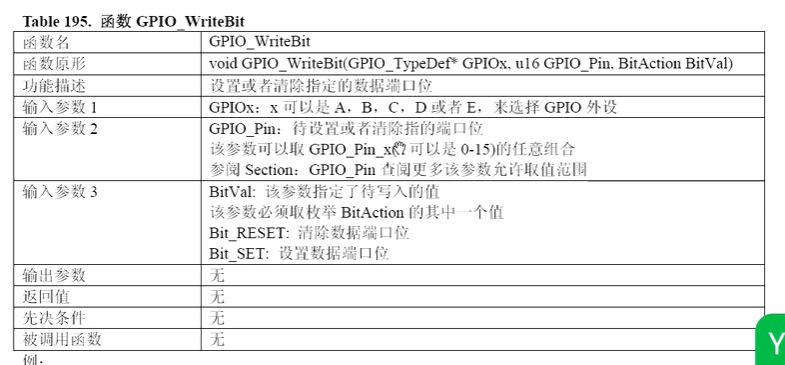 Table 195. 函数 GPIO_WriteBit
函数名 GPIO_WriteBit
函数原形 void GPIO_WriteBit(GPIO_TypeDef* GPIOx, u16 GPIO_Pin, BitAction BitVal)
功能描述 设置或者清除指定的数据端口位
输入参数 1 GPIOx：x 可以是 A，B，C，D 或者 E，来选择 GPIO 外设
输入参数 2 GPIO_Pin：待设置或者清除指的端口位
该参数可以取 GPIO_Pin_x( 可以是 0-15)的任意组合
参阅 Section：GPIO_Pin 查阅更多该参数允许取值范围
输入参数 3 BitVal: 该参数指定了待写入的值
该参数必须取枚举 BitAction 的其中一个值
Bit_RESET: 清除数据端口位
Bit_SET: 设置数据端口位
输出参数 无
返回值 无
先决条件 无
被调用函数 无
例：
Y